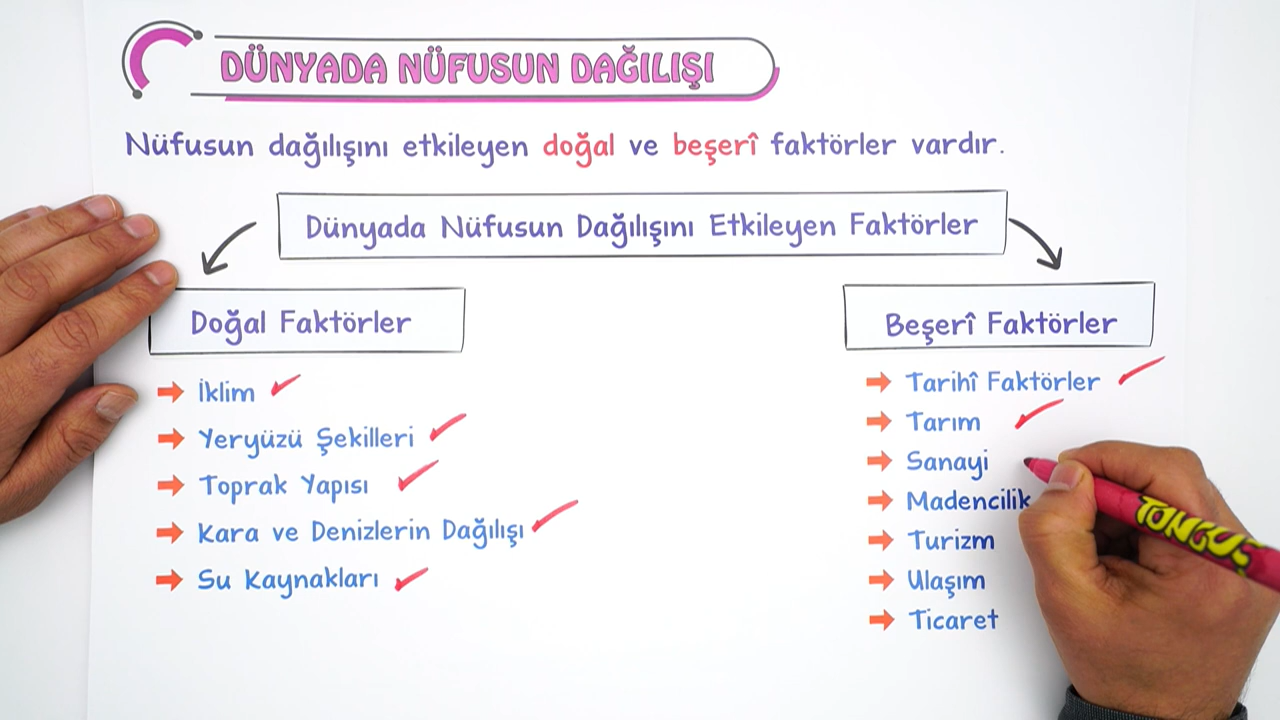 DÜNYADA NÜFUSUN DAĞILIŞI
Nüfusun dağılışını etkileyen doğal ve beşerî faktörler vardır.
Dünyada Nüfusun Dağılışını Etkileyen Faktörler
Doğal Faktörler
İklim
Yeryüzü Şekilleri
Toprak Yapısı
Kara ve Denizlerin Dağılışı
Su Kaynakları
Beşerî Faktörler
Tarihî Faktörler
Tarım
Sanayi
Madencilik
Turizm
Ulaşım
Ticaret
TONGUÇ